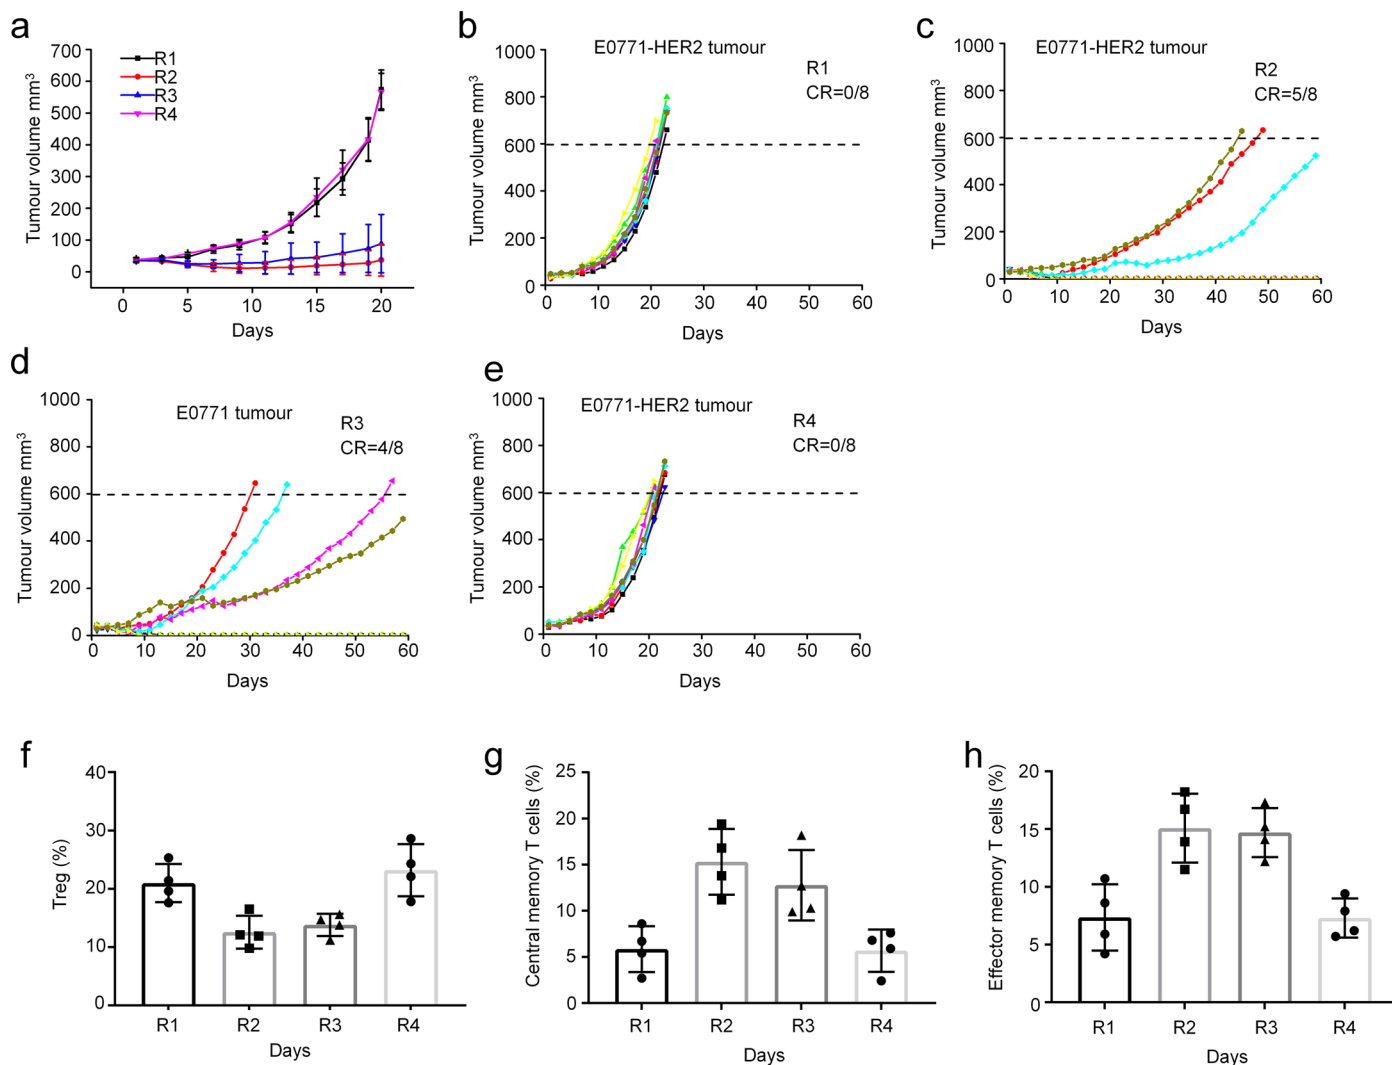 a
700
600
500
400
300
200
100
0
Tumour volume mm³
0
5
10
15
20
Days
R1
R2
R3
R4
b
E0771-HER2 tumour
R1
CR=0/8
1000
800
600
400
200
0
Tumour volume mm³
0
10
20
30
40
50
60
Days
c
E0771-HER2 tumour
R2
CR=5/8
1000
800
600
400
200
0
Tumour volume mm³
0
10
20
30
40
50
60
Days
d
E0771 tumour
R3
CR=4/8
1000
800
600
400
200
0
Tumour volume mm³
0
10
20
30
40
50
60
Days
e
E0771-HER2 tumour
R4
CR=0/8
1000
800
600
400
200
0
Tumour volume mm³
0
10
20
30
40
50
60
Days
f
40
30
20
10
0
Treg (%)
R1
R2
R3
R4
Days
g
25
20
15
10
5
0
Central memory T cells (%)
R1
R2
R3
R4
Days
h
20
15
10
5
0
Effector memory T cells (%)
R1
R2
R3
R4
Days